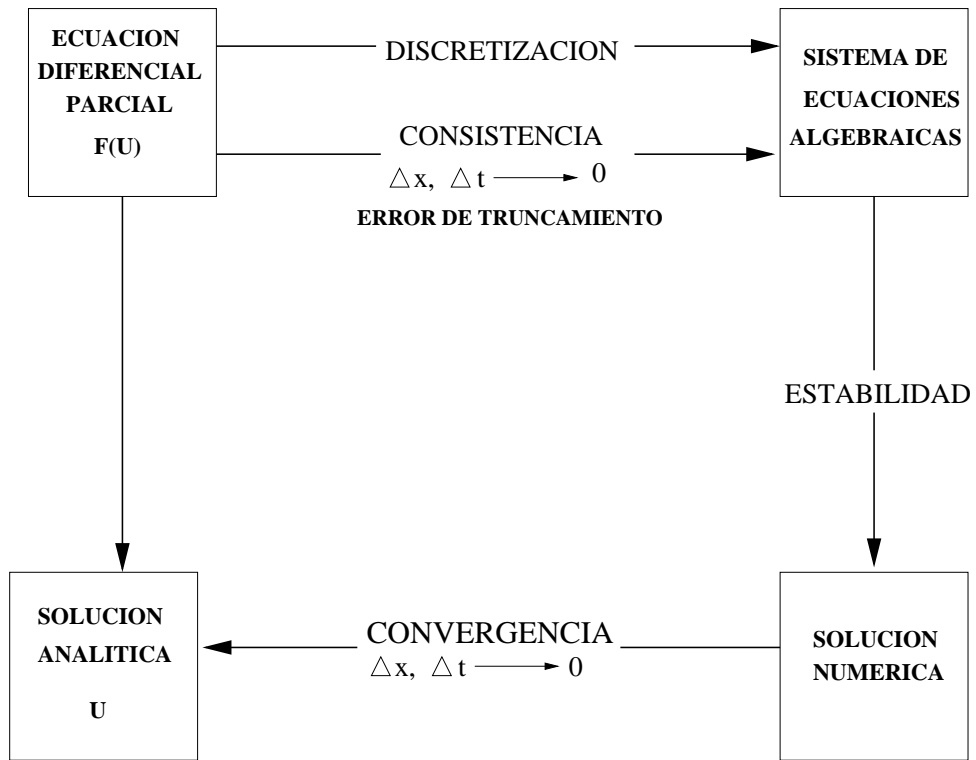 ECUACION
DIFERENCIAL
PARCIAL
F(U)
DISCRETIZACION
CONSISTENCIA
△x, △t → 0
ERROR DE TRUNCAMIENTO
SISTEMA DE
ECUACIONES
ALGEBRAICAS
ESTABILIDAD
SOLUCION
ANALITICA
U
CONVERGENCIA
△x, △t → 0
SOLUCION
NUMERICA